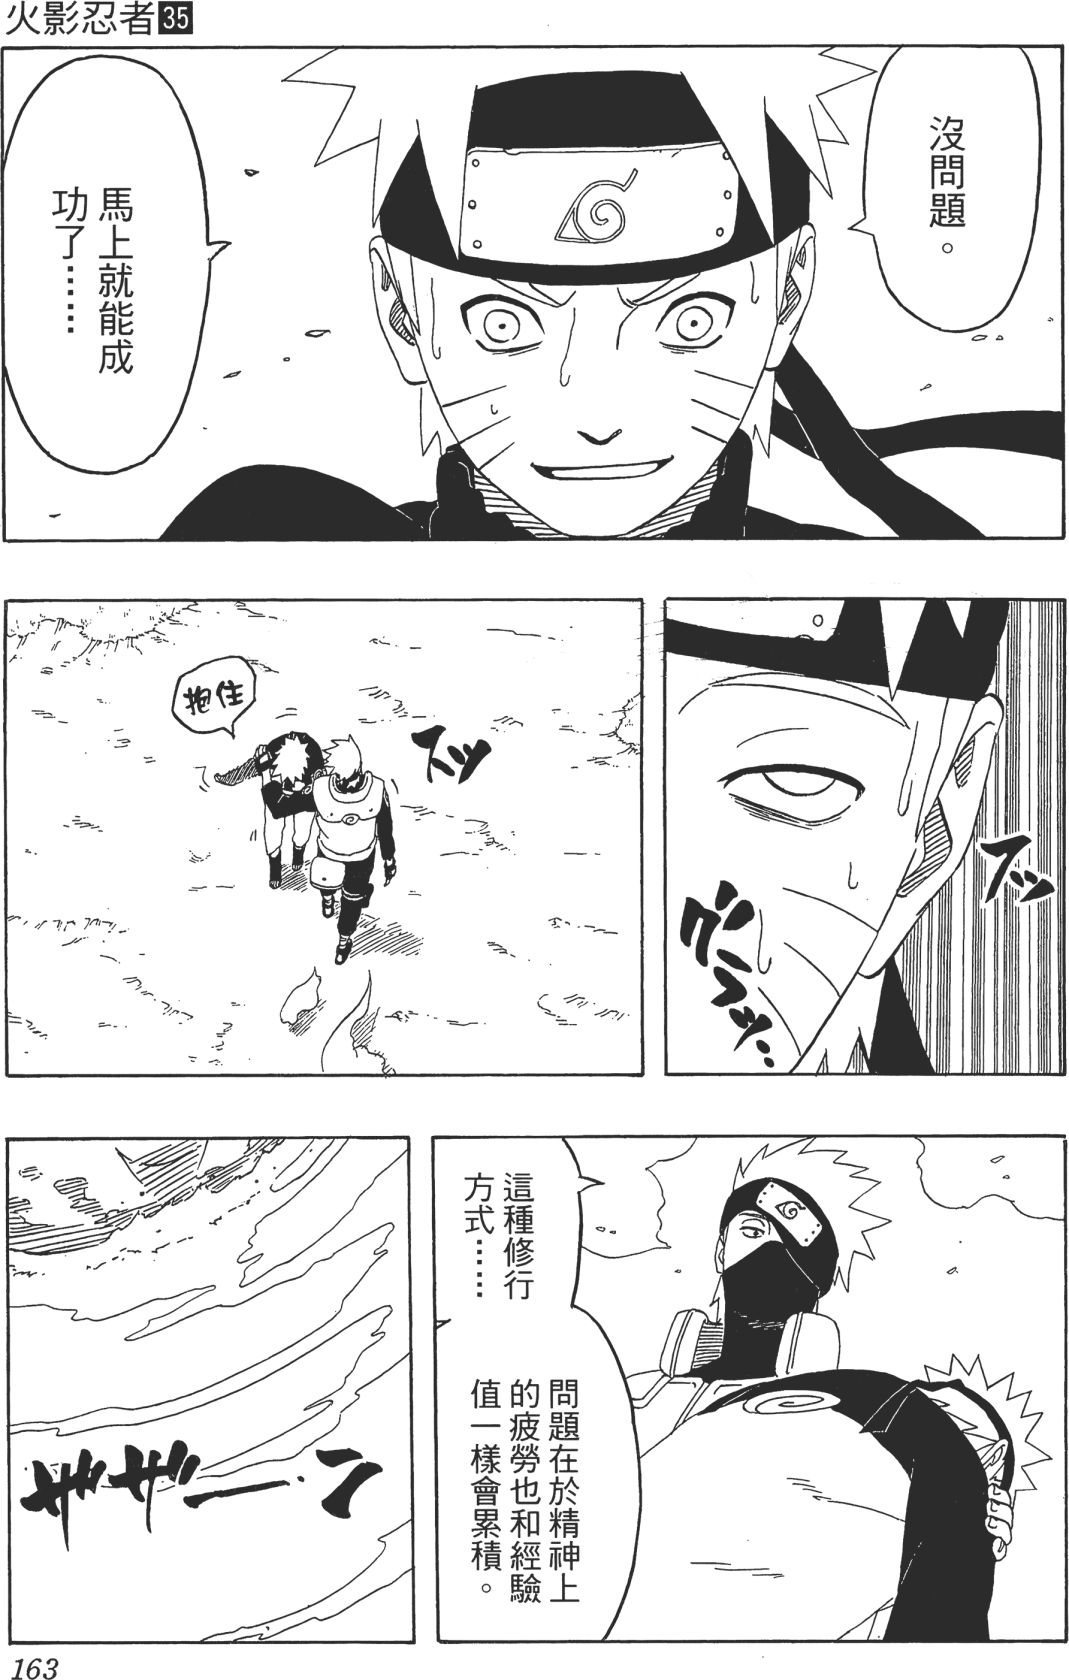 火影忍者35
沒問題。
馬上就能成
功了……
フッ
グラッ…
抱住
スッ
這種修行
方式……
問題在於精神上
的疲勞也和經驗
值一樣會累積。
ザザーン
163